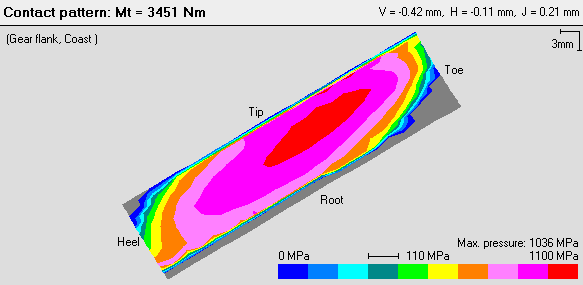 Contact pattern: Mt = 3451 Nm
V = -0.42 mm, H = -0.11 mm, J = 0.21 mm
(Gear flank, Coast )
3mm
Toe
Tip
Root
Heel
Max. pressure: 1036 MPa
0 MPa 110 MPa 1100 MPa